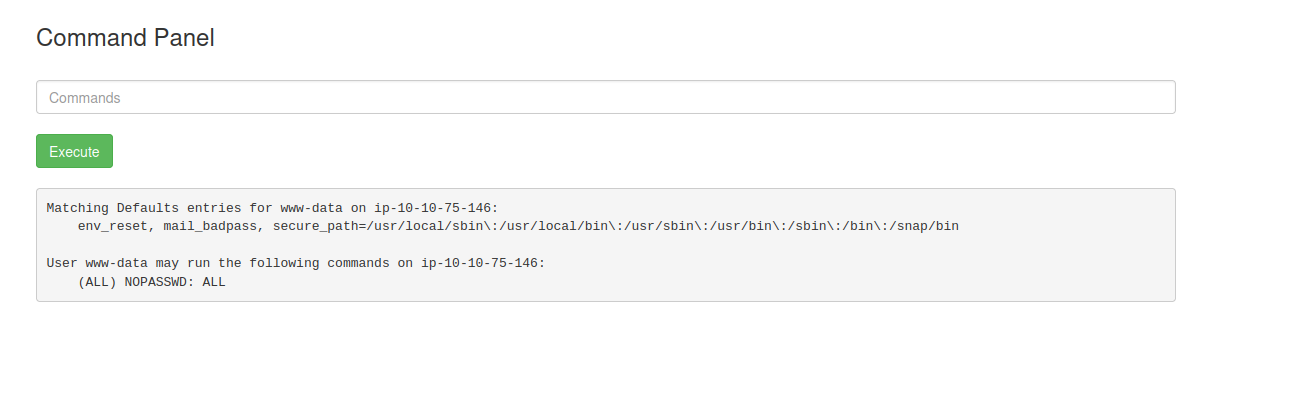 Command Panel
Commands
Execute
Matching Defaults entries for www-data on ip-10-10-75-146:
    env_reset, mail_badpass, secure_path=/usr/local/sbin\:/usr/local/bin\:/usr/sbin\:/usr/bin\:/sbin\:/bin\:/snap/bin
User www-data may run the following commands on ip-10-10-75-146:
    (ALL) NOPASSWD: ALL